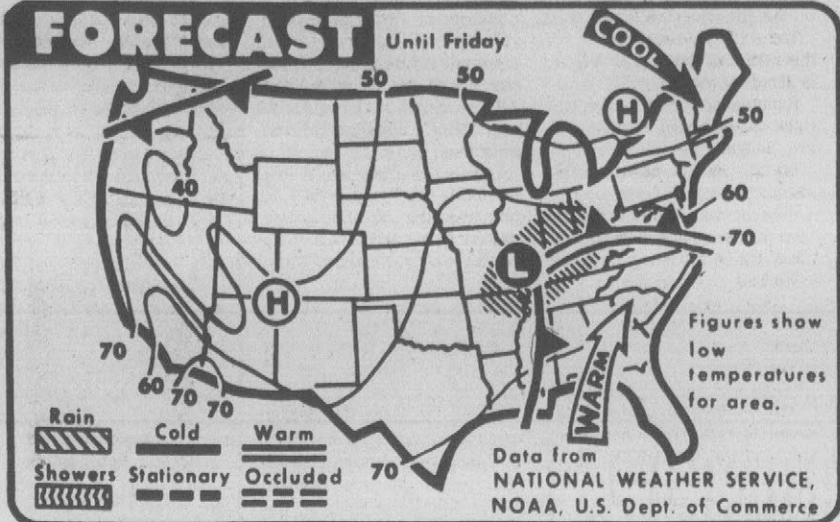 FORECAST Until Friday
COOL
50 50
H
50
40
60
70
L
H
Figures show
low
temperatures
for area.
70
60
70 70
WARM
70
Rain
Cold Warm
Showers Stationary Occluded
Data from
NATIONAL WEATHER SERVICE,
NOAA, U.S. Dept. of Commerce